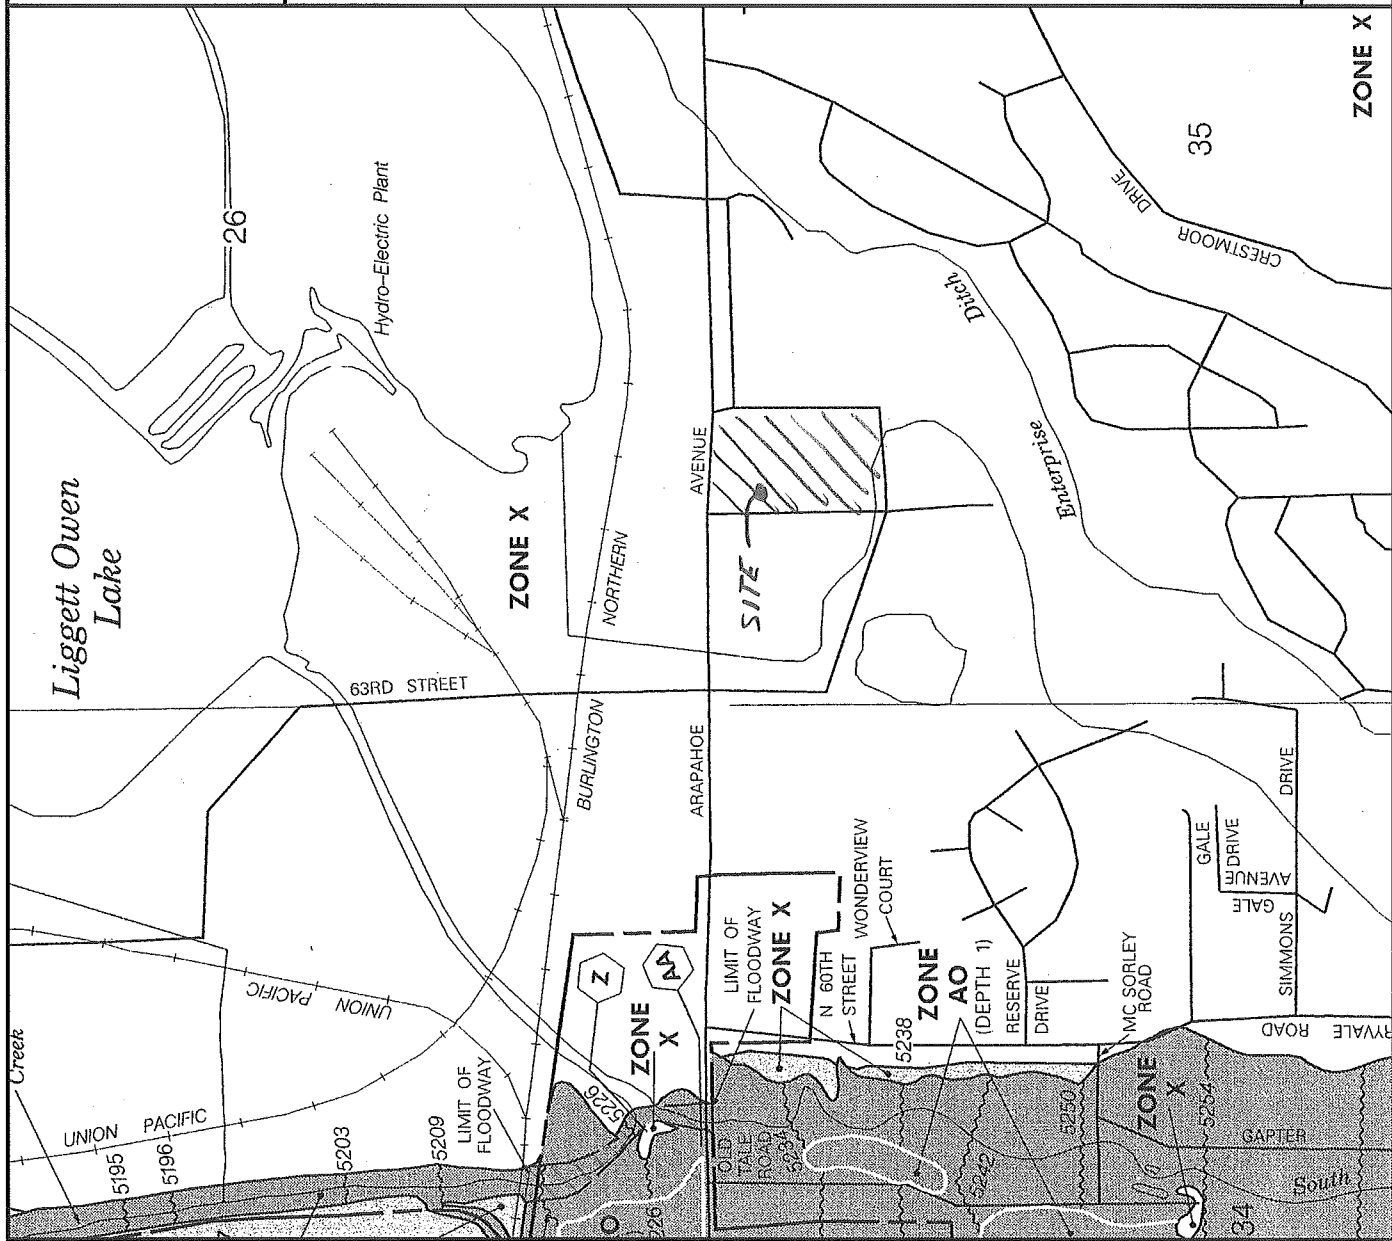 Liggett Owen
Lake
26
Hydro-Electric Plant
ZONE X
63RD STREET
BURLINGTON
NORTHERN
ARAPAHOE
AVENUE
SITE
Enterprise
Ditch
CRESTMOOR
DRIVE
35
ZONE X
Creek
UNION PACIFIC
UNION PACIFIC
5195
5196
5203
5209
LIMIT OF
FLOODWAY
5226
Z
AA
ZONE
X
LIMIT OF
FLOODWAY
ZONE X
N 60TH
STREET
WONDERVIEW
COURT
5238
ZONE
AO
(DEPTH 1)
RESERVE
DRIVE
MC SORLEY
ROAD
GALE
DRIVE
GALE
AVENUE
SIMMONS
DRIVE
RYVALE
ROAD
OLD
TALE
ROAD
5234
5242
5250
ZONE
X
5254
GAPTER
South
34
O